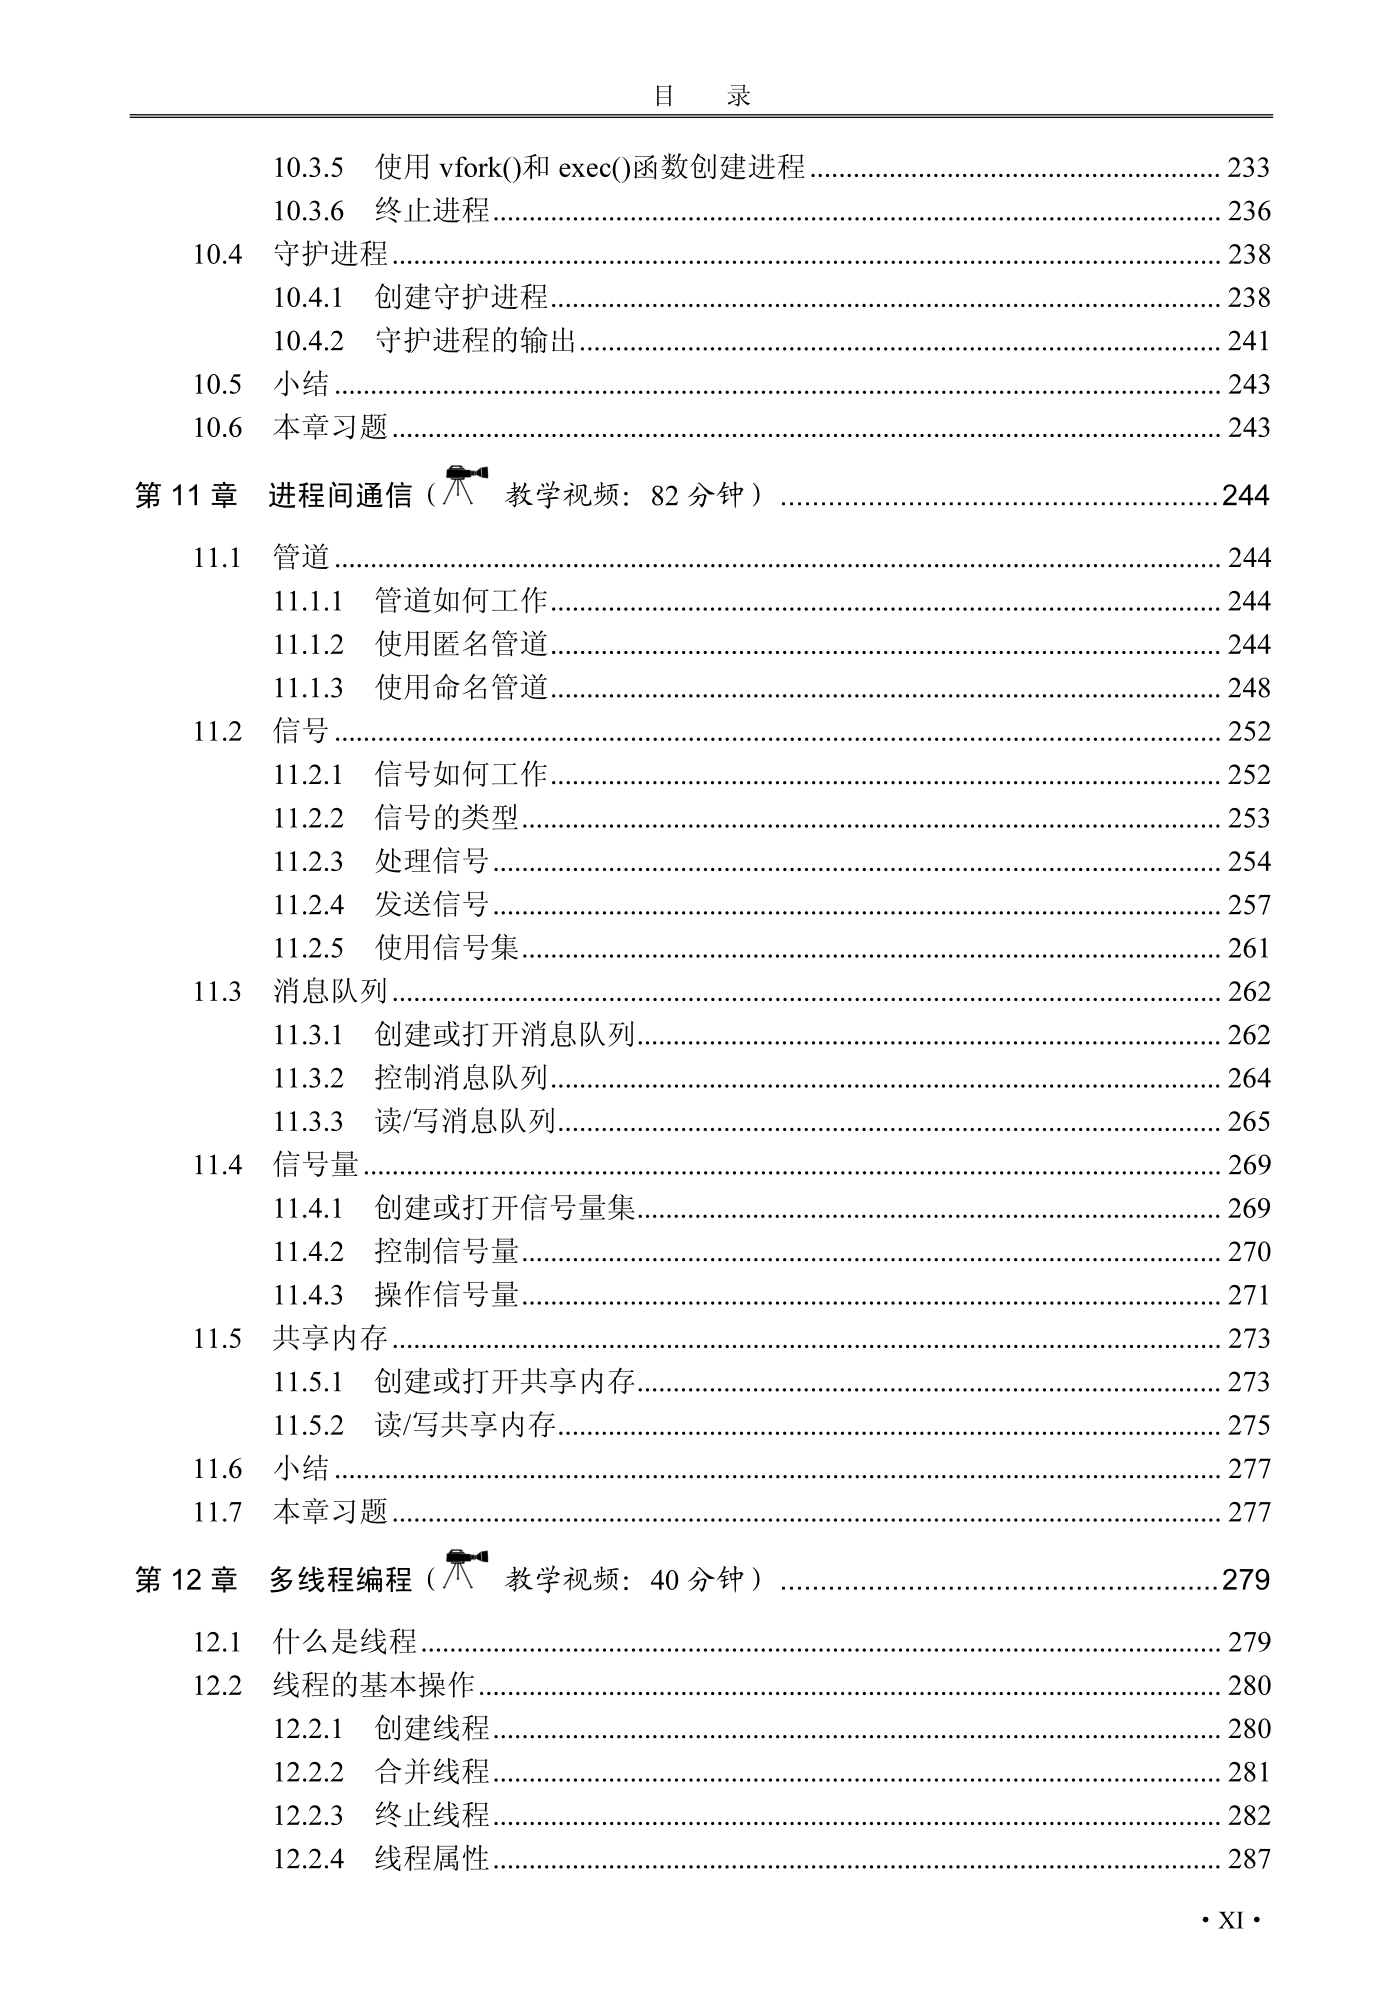 目 录
10.3.5 使用 vfork()和 exec()函数创建进程 233
10.3.6 终止进程 236
10.4 守护进程 238
10.4.1 创建守护进程 238
10.4.2 守护进程的输出 241
10.5 小结 243
10.6 本章习题 243
第 11 章 进程间通信（ 教学视频：82 分钟） 244
11.1 管道 244
11.1.1 管道如何工作 244
11.1.2 使用匿名管道 244
11.1.3 使用命名管道 248
11.2 信号 252
11.2.1 信号如何工作 252
11.2.2 信号的类型 253
11.2.3 处理信号 254
11.2.4 发送信号 257
11.2.5 使用信号集 261
11.3 消息队列 262
11.3.1 创建或打开消息队列 262
11.3.2 控制消息队列 264
11.3.3 读/写消息队列 265
11.4 信号量 269
11.4.1 创建或打开信号量集 269
11.4.2 控制信号量 270
11.4.3 操作信号量 271
11.5 共享内存 273
11.5.1 创建或打开共享内存 273
11.5.2 读/写共享内存 275
11.6 小结 277
11.7 本章习题 277
第 12 章 多线程编程（ 教学视频：40 分钟） 279
12.1 什么是线程 279
12.2 线程的基本操作 280
12.2.1 创建线程 280
12.2.2 合并线程 281
12.2.3 终止线程 282
12.2.4 线程属性 287
· XI ·